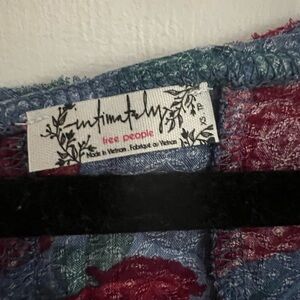 intimately
free people
Made in Vietnam . Fabriqué au Vietnam
XS